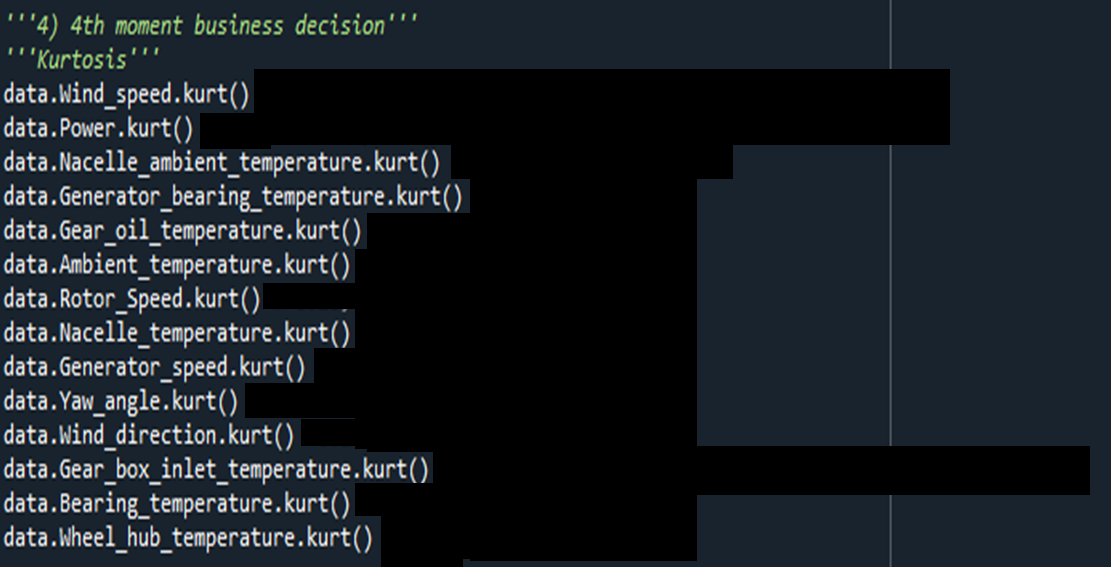 '''4) 4th moment business decision'''
'''Kurtosis'''
data.Wind_speed.kurt()
data.Power.kurt()
data.Nacelle_ambient_temperature.kurt()
data.Generator_bearing_temperature.kurt()
data.Gear_oil_temperature.kurt()
data.Ambient_temperature.kurt()
data.Rotor_Speed.kurt()
data.Nacelle_temperature.kurt()
data.Generator_speed.kurt()
data.Yaw_angle.kurt()
data.Wind_direction.kurt()
data.Gear_box_inlet_temperature.kurt()
data.Bearing_temperature.kurt()
data.Wheel_hub_temperature.kurt()